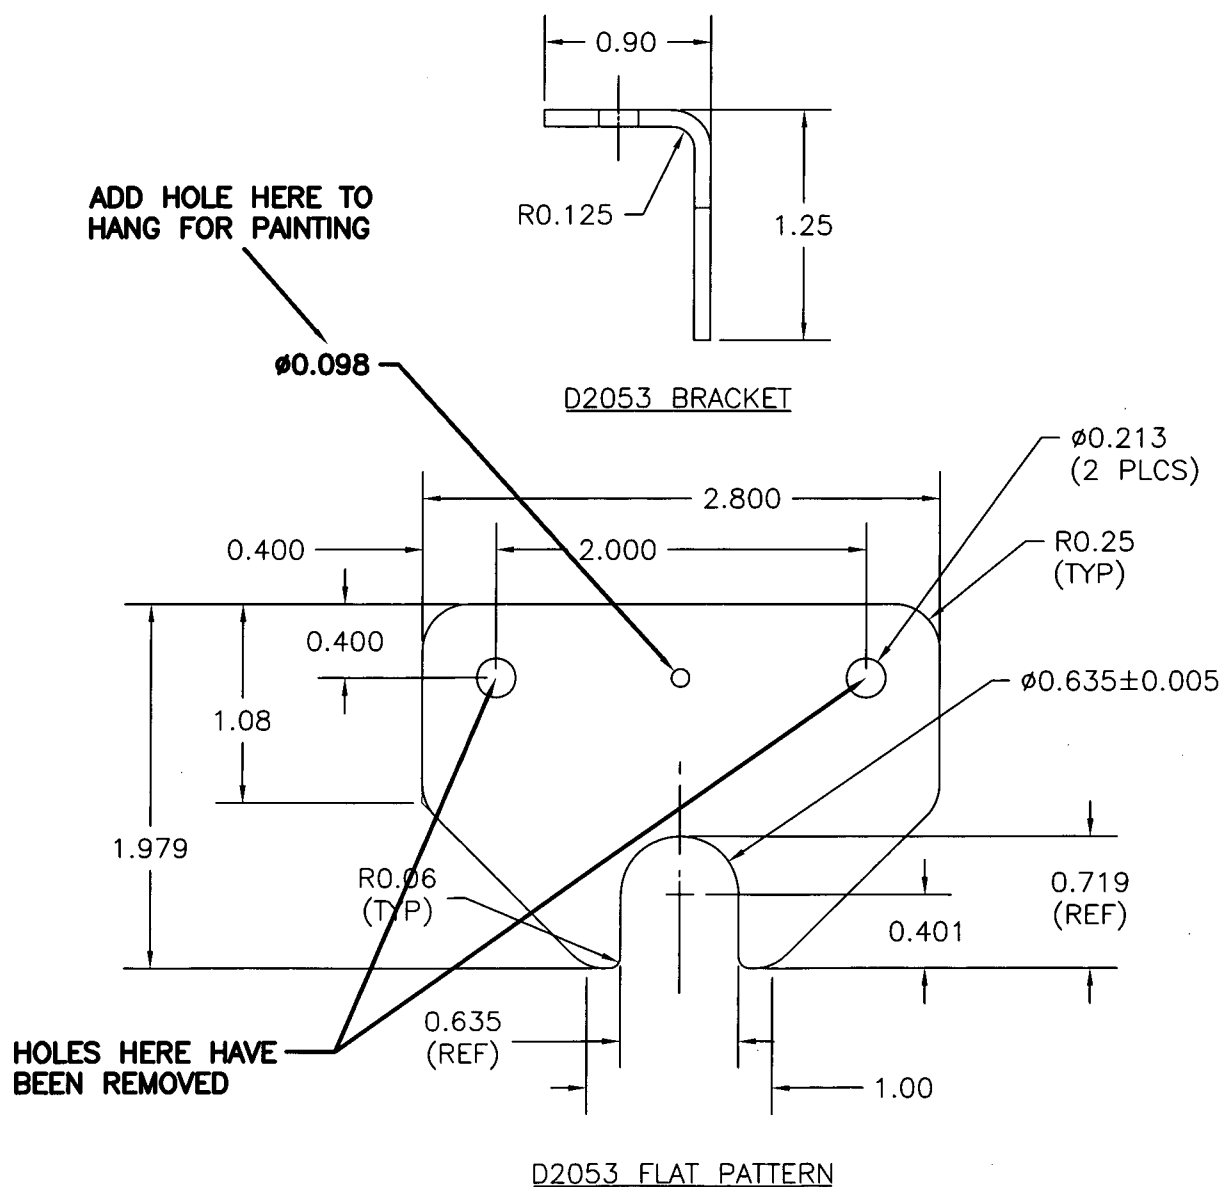 0.90
ADD HOLE HERE TO
HANG FOR PAINTING
R0.125
1.25
ø0.098
D2053 BRACKET
ø0.213
(2 PLCS)
2.800
0.400
2.000
R0.25
(TYP)
0.400
ø0.635±0.005
1.08
1.979
R0.06
(TYP)
0.719
(REF)
0.401
0.635
(REF)
HOLES HERE HAVE
BEEN REMOVED
1.00
D2053 FLAT PATTERN